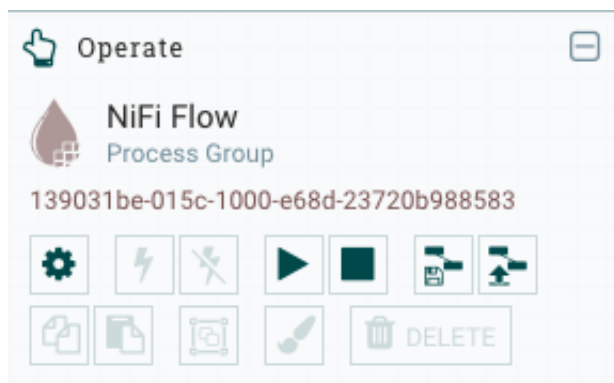 Operate
NiFi Flow
Process Group
139031be-015c-1000-e68d-23720b988583
DELETE